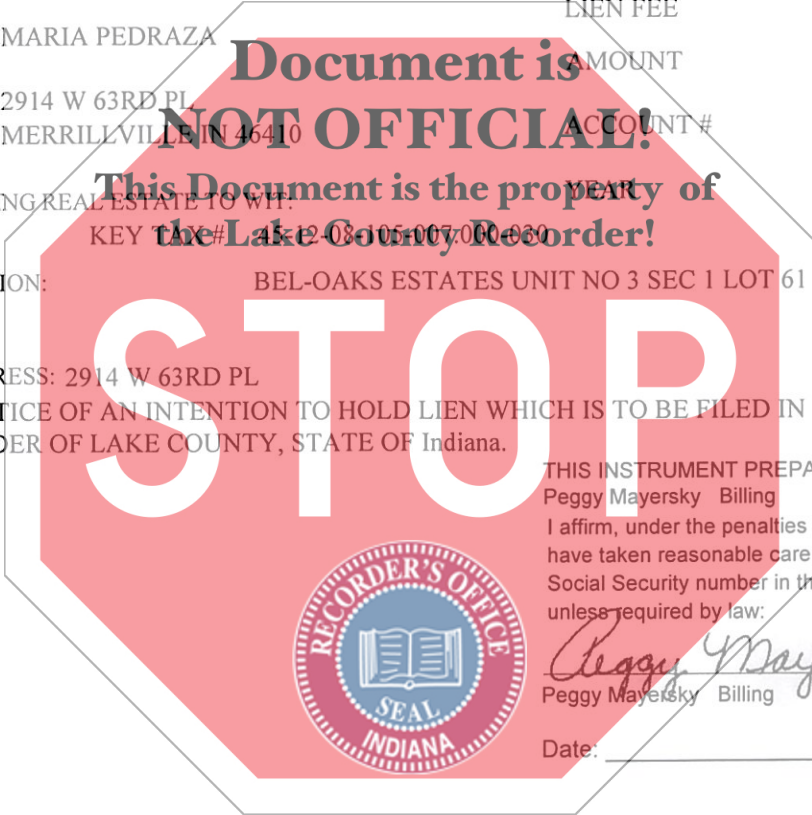 LIEN FEE
MARIA PEDRAZA
Document is
AMOUNT
2914 W 63RD PL
NOT OFFICIAL!
ACCOUNT #
MERRILLVILLE IN 46410
This Document is the property of
YEAR
NG REAL ESTATE TO WIT:
the Lake County Recorder!
KEY TAX # 45-12-08-105-007.000-030
ION: BEL-OAKS ESTATES UNIT NO 3 SEC 1 LOT 61
STOP
RESS: 2914 W 63RD PL
TICE OF AN INTENTION TO HOLD LIEN WHICH IS TO BE FILED IN
DER OF LAKE COUNTY, STATE OF Indiana.
THIS INSTRUMENT PREPA
Peggy Mayersky Billing
I affirm, under the penalties
have taken reasonable care
Social Security number in th
unless required by law:
Peggy May
Peggy Mayersky Billing
Date:
RECORDER'S OFFICE
SEAL
INDIANA